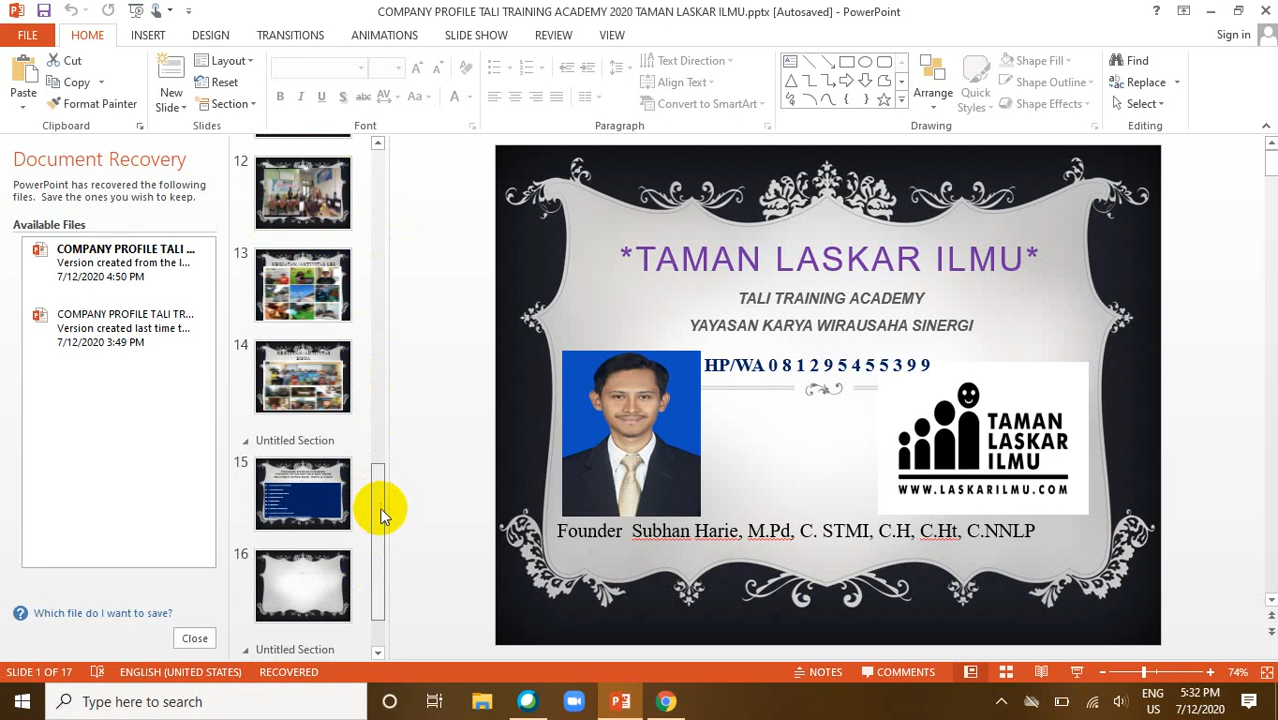 COMPANY PROFILE TALI TRAINING ACADEMY 2020 TAMAN LASKAR ILMU.pptx [Autosaved] - PowerPoint
FILE HOME INSERT DESIGN TRANSITIONS ANIMATIONS SLIDE SHOW REVIEW VIEW Sign in
Paste
Cut
Copy
Format Painter
Clipboard
New Slide
Layout
Reset
Section
Slides
B I U S abc AV Aa A
Font
Text Direction
Align Text
Convert to SmartArt
Paragraph
Arrange
Quick Styles
Shape Fill
Shape Outline
Shape Effects
Drawing
Find
Replace
Select
Editing
Document Recovery
PowerPoint has recovered the following
files. Save the ones you wish to keep.
Available Files
COMPANY PROFILE TALI ...
Version created from the l...
7/12/2020 4:50 PM
COMPANY PROFILE TALI TR...
Version created last time t...
7/12/2020 3:49 PM
Which file do I want to save?
Close
12
13
14
Untitled Section
15
16
Untitled Section
*TAMAN LASKAR ILMU*
TALI TRAINING ACADEMY
YAYASAN KARYA WIRAUSAHA SINERGI
HP/WA 0 8 1 2 9 5 4 5 5 3 9 9
TAMAN
LASKAR
ILMU
WWW.LASKARILMU.COM
Founder Subhan Harie, M.Pd, C. STMI, C.H, C.Ht, C.NNLP
SLIDE 1 OF 17 ENGLISH (UNITED STATES) RECOVERED NOTES COMMENTS 74%
Type here to search
ENG
US
5:32 PM
7/12/2020